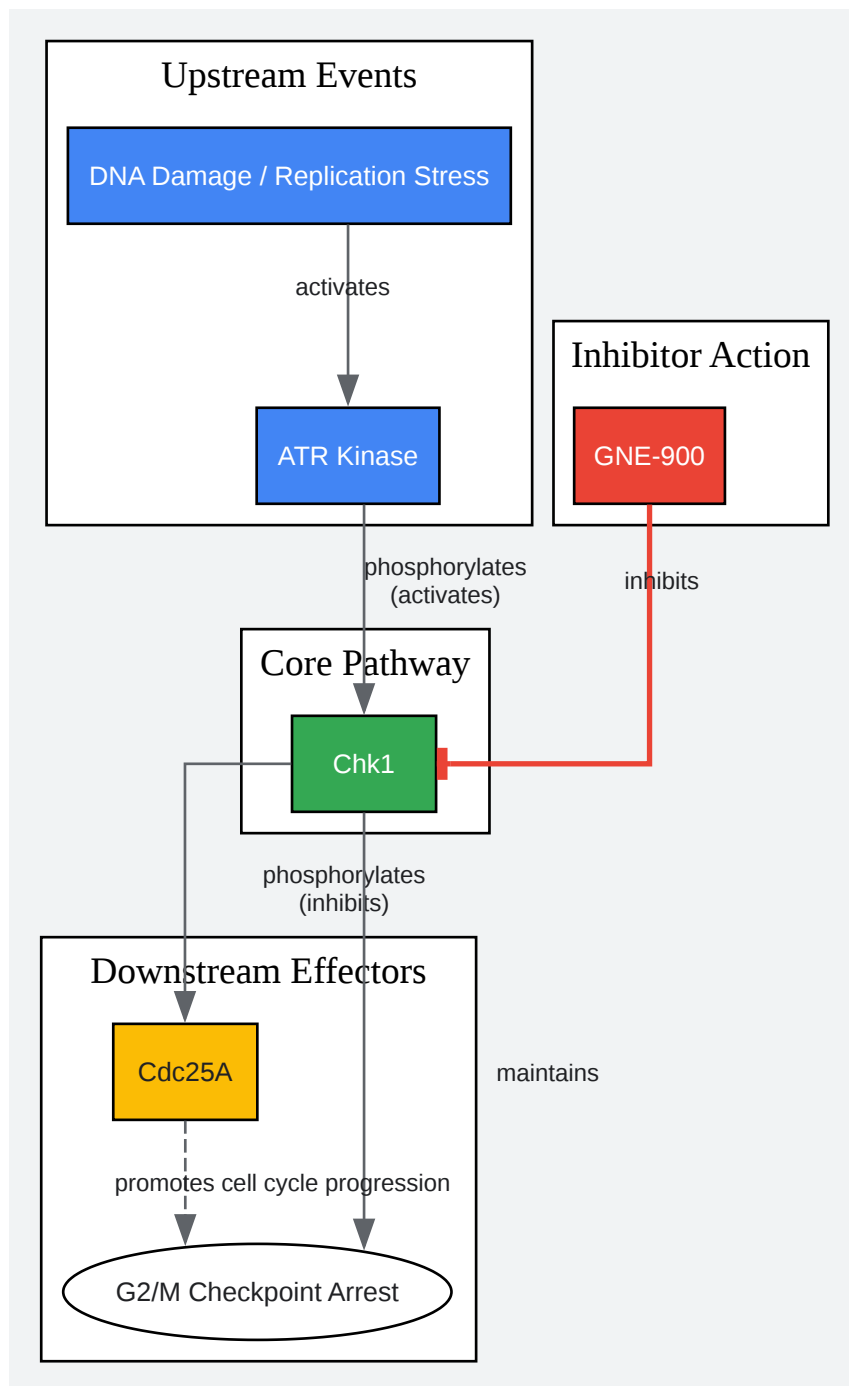 Upstream Events
DNA Damage / Replication Stress
activates
Inhibitor Action
ATR Kinase
GNE-900
phosphorylates
(activates)
inhibits
Core Pathway
Chk1
phosphorylates
(inhibits)
Downstream Effectors
Cdc25A
maintains
promotes cell cycle progression
G2/M Checkpoint Arrest